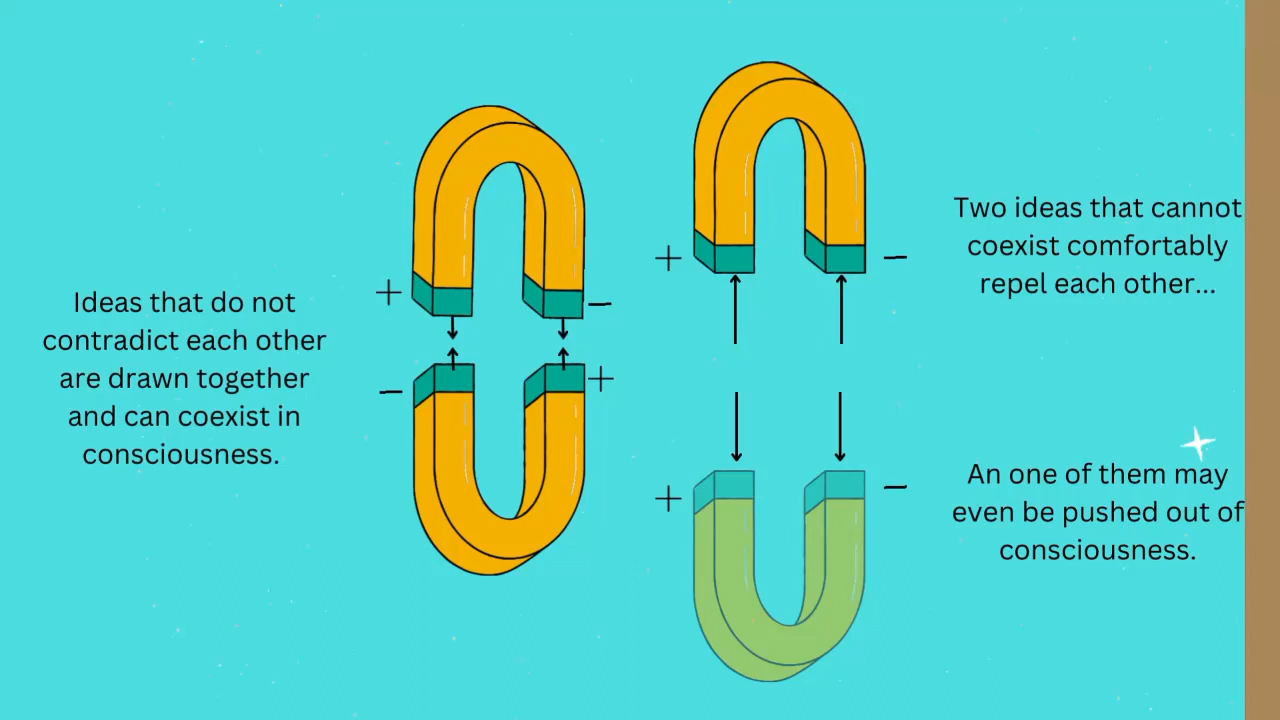 Ideas that do not
contradict each other
are drawn together
and can coexist in
consciousness.
+
−
−
+
+
−
+
−
Two ideas that cannot
coexist comfortably
repel each other...
An one of them may
even be pushed out of
consciousness.